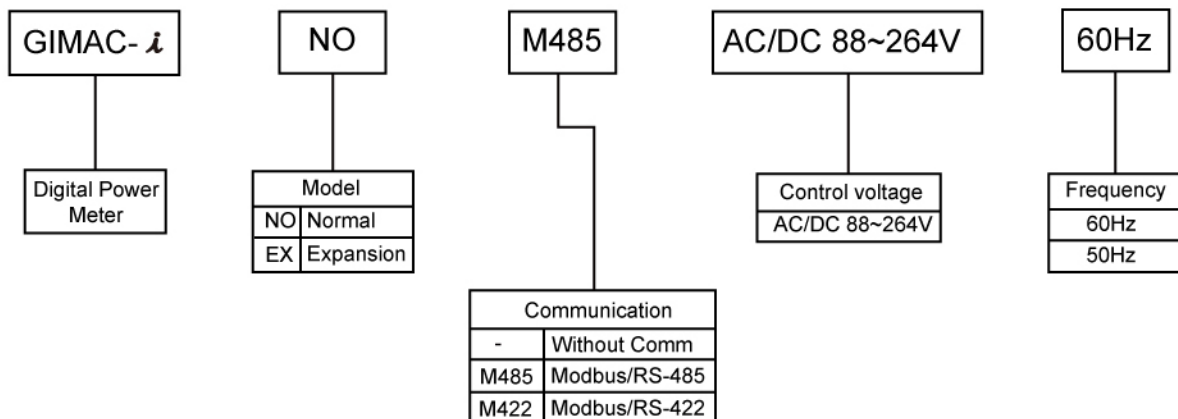 GIMAC-i NO M485 AC/DC 88~264V 60Hz
Digital Power
Meter
Model
NO Normal
EX Expansion
Communication
- Without Comm
M485 Modbus/RS-485
M422 Modbus/RS-422
Control voltage
AC/DC 88~264V
Frequency
60Hz
50Hz